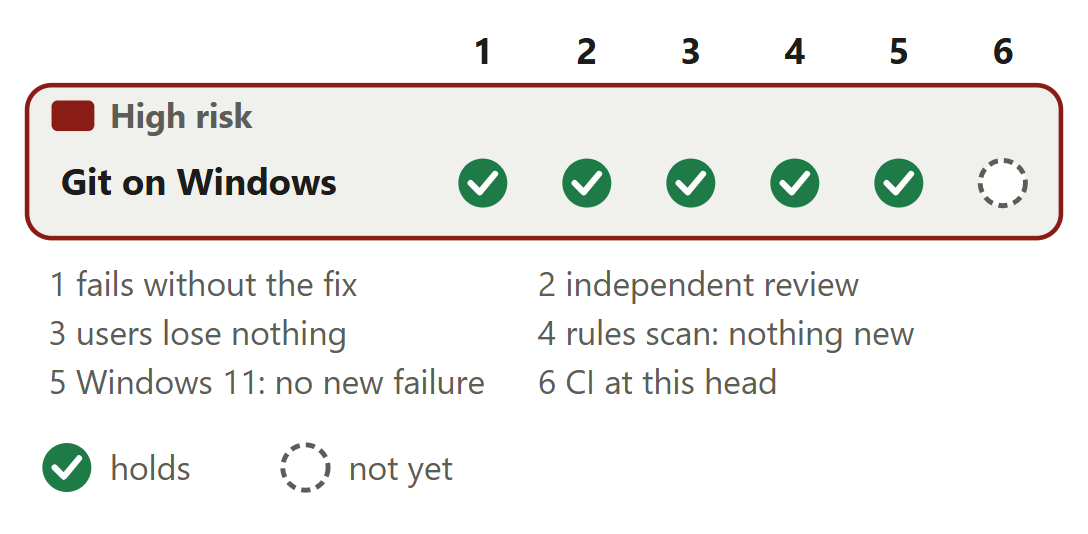 1 2 3 4 5 6
High risk
Git on Windows
1 fails without the fix
2 independent review
3 users lose nothing
4 rules scan: nothing new
5 Windows 11: no new failure
6 CI at this head
holds
not yet